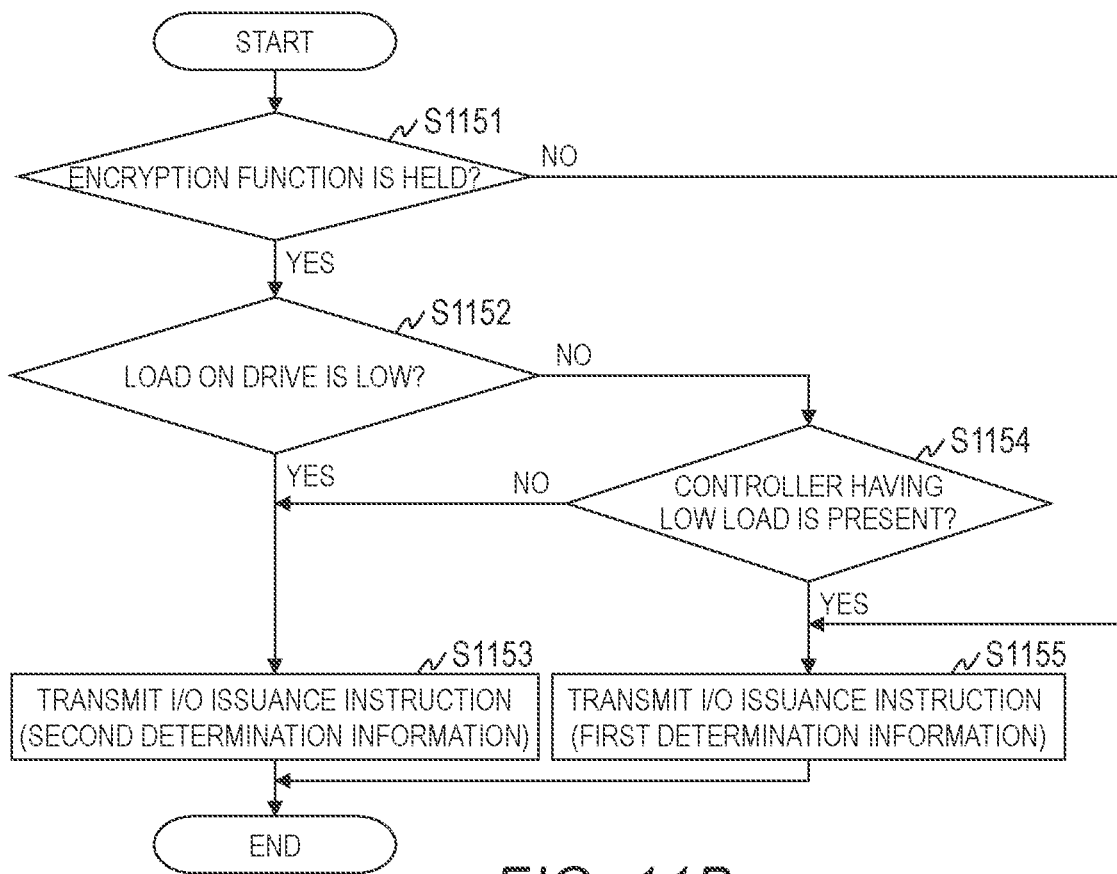 START
S1151
ENCRYPTION FUNCTION IS HELD?
NO
YES
S1152
LOAD ON DRIVE IS LOW?
NO
YES
S1154
CONTROLLER HAVING
LOW LOAD IS PRESENT?
NO
YES
S1153
TRANSMIT I/O ISSUANCE INSTRUCTION
(SECOND DETERMINATION INFORMATION)
S1155
TRANSMIT I/O ISSUANCE INSTRUCTION
(FIRST DETERMINATION INFORMATION)
END